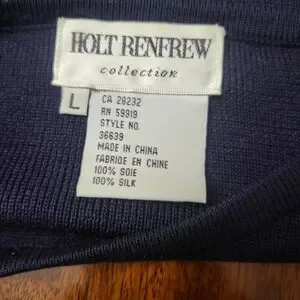 HOLT RENFREW
collection
L
CA 28232
RN 59919
STYLE NO.
36639
MADE IN CHINA
FABRIQE EN CHINE
100% SOIE
100% SILK